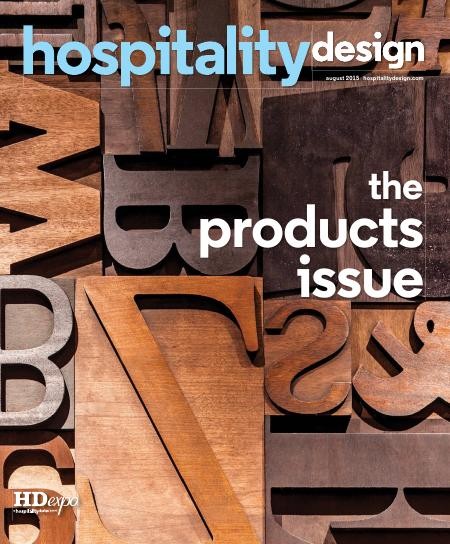 hospitalitydesign
august 2015 hospitalitydesign.com
the
products
issue
W
B
B
Z
S
&
HDexpo